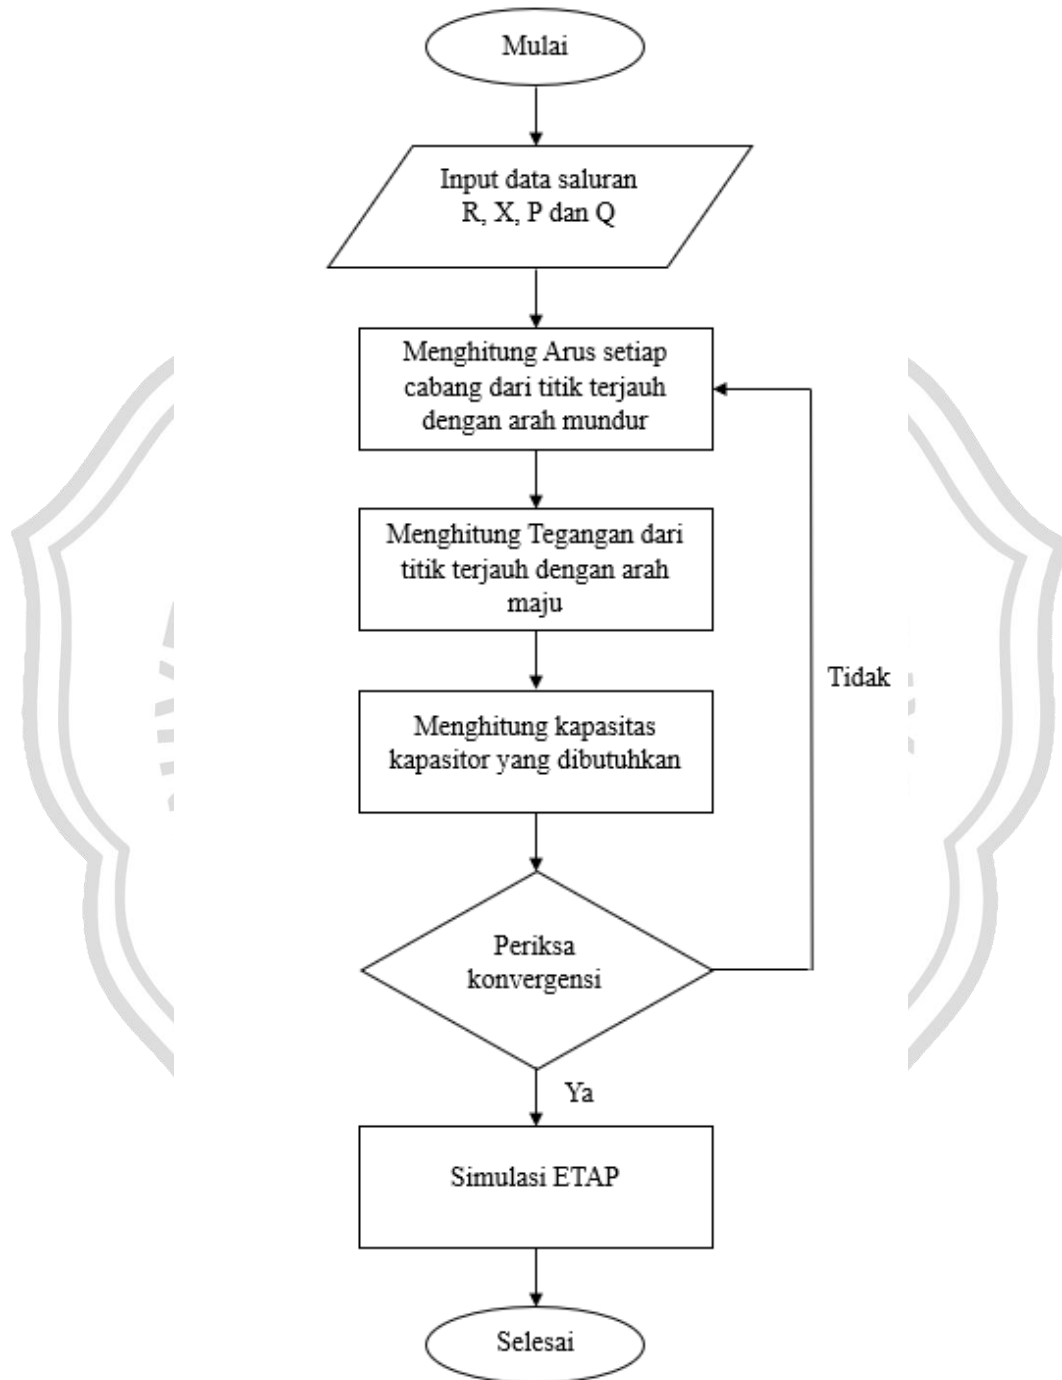 Mulai
Input data saluran
R, X, P dan Q
Menghitung Arus setiap
cabang dari titik terjauh
dengan arah mundur
Menghitung Tegangan dari
titik terjauh dengan arah
maju
Tidak
Menghitung kapasitas
kapasitor yang dibutuhkan
Periksa
konvergensi
Ya
Simulasi ETAP
Selesai